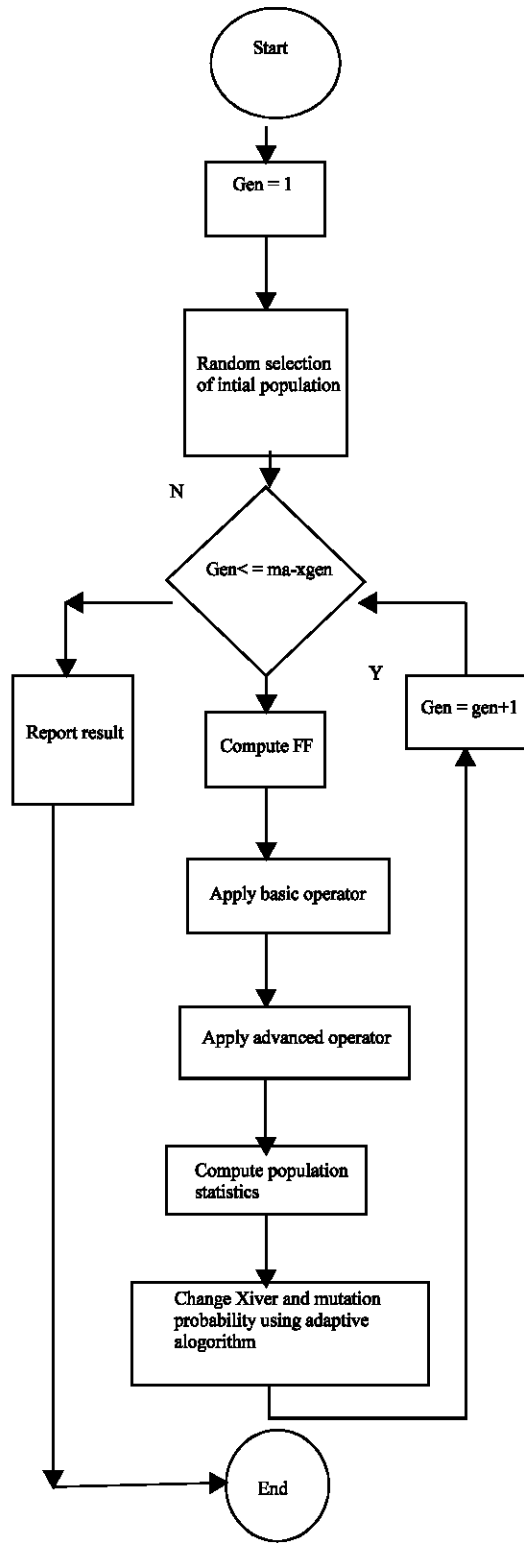 Start
Gen = 1
Random selection
of intial population
N
Gen< = ma-xgen
Y
Report result
Compute FF
Gen = gen+1
Apply basic operator
Apply advanced operator
Compute population
statistics
Change Xiver and mutation
probability using adaptive
alogorithm
End